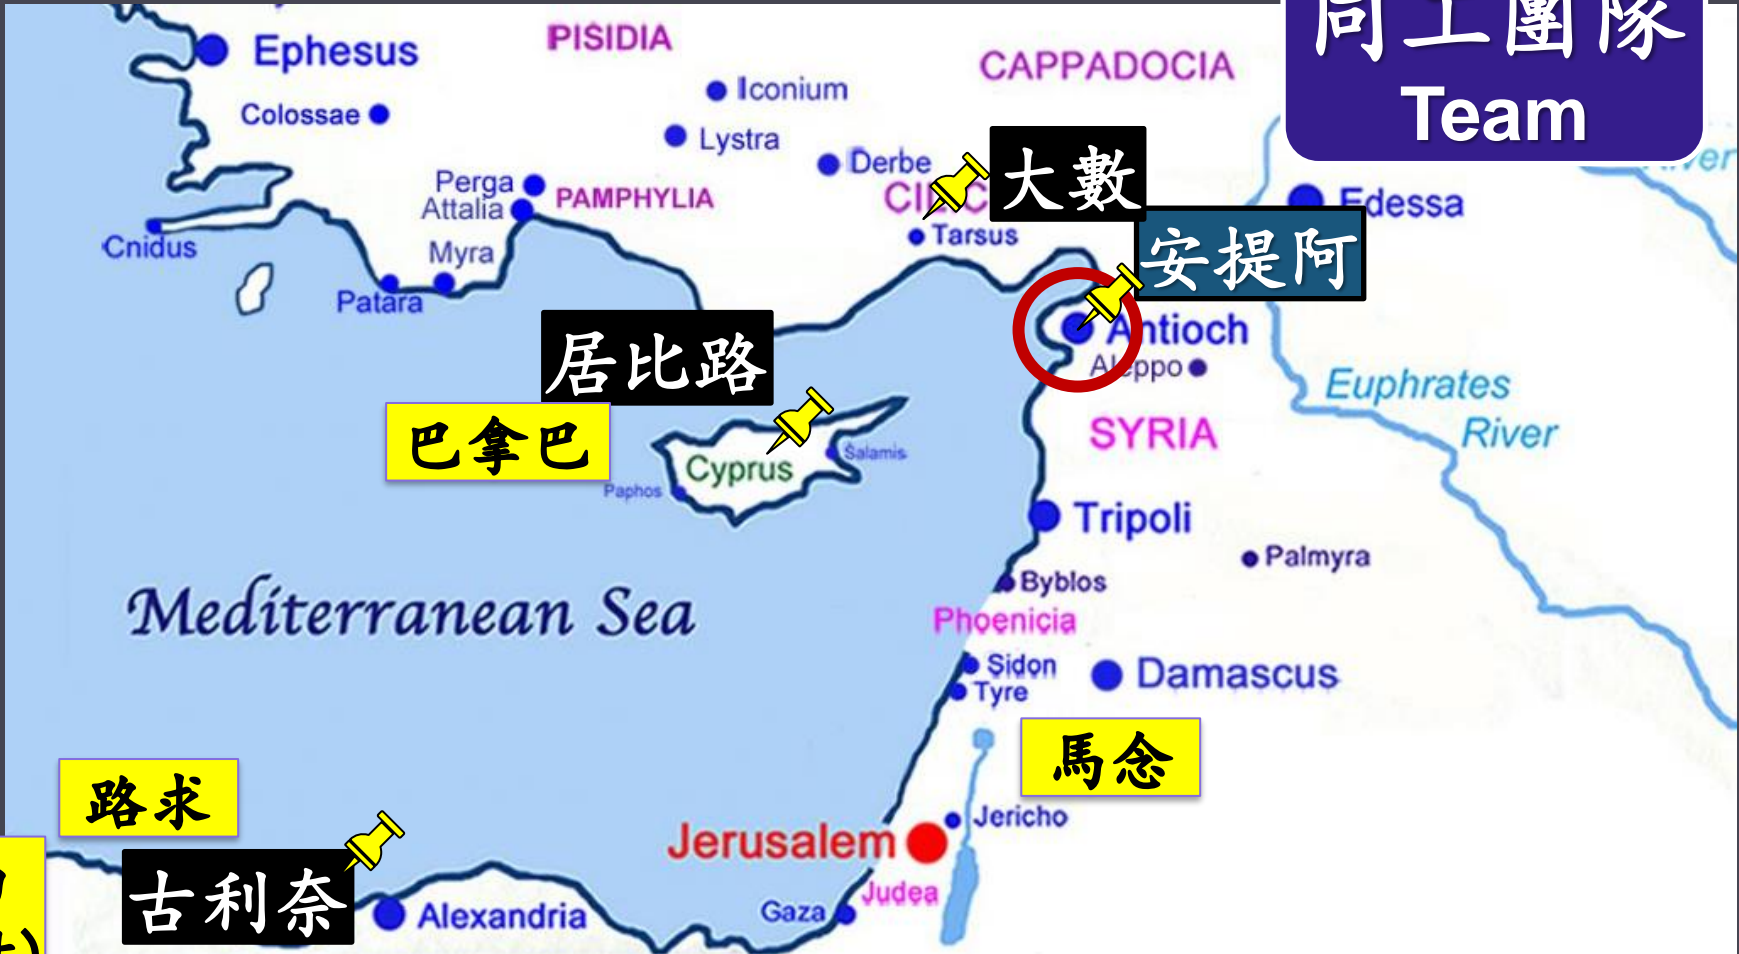 同工團隊
Team
PISIDIA
Ephesus
CAPPADOCIA
Iconium
Colossae
Lystra
Derbe
大數
Perga
PAMPHYLIA
Attalia
Edessa
Tarsus
Cnidus
Myra
安提阿
Patara
Antioch
居比路
Aleppo
Euphrates
River
巴拿巴
SYRIA
Salamis
Cyprus
Paphos
Tripoli
Palmyra
Byblos
Mediterranean Sea
Phoenicia
Sidon
Damascus
Tyre
馬念
路求
Jericho
Jerusalem
古利奈
Judea
Alexandria
Gaza